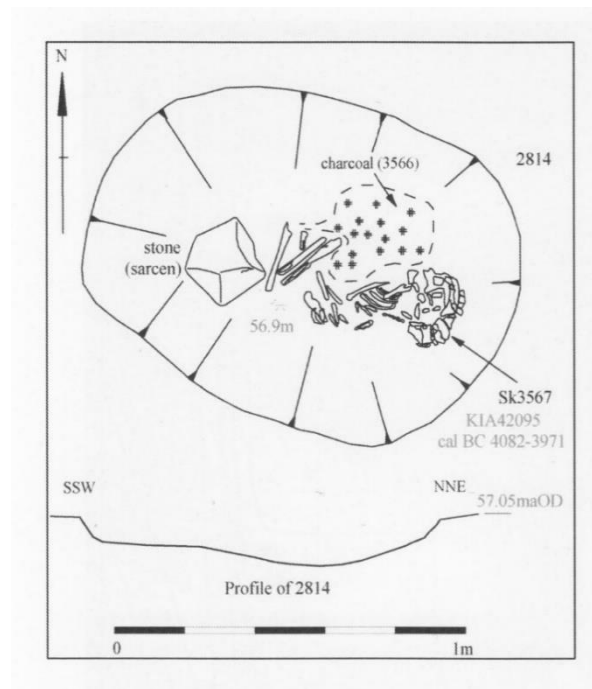 N
charcoal (3566)
2814
stone
(sarcen)
56.9m
Sk3567
KIA42095
cal BC 4082-3971
SSW
NNE
57.05maOD
Profile of 2814
0
1m